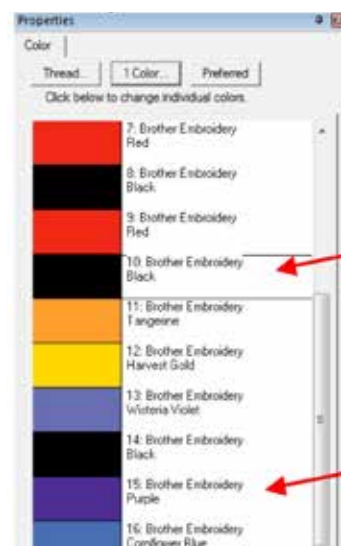 Properties
Color
Thread... 1 Color... Preferred
Click below to change individual colors.
7: Brother Embroidery
Red
8: Brother Embroidery
Black
9: Brother Embroidery
Red
10: Brother Embroidery
Black
11: Brother Embroidery
Tangerine
12: Brother Embroidery
Harvest Gold
13: Brother Embroidery
Wisteria Violet
14: Brother Embroidery
Black
15: Brother Embroidery
Purple
16: Brother Embroidery
Cornflower Blue